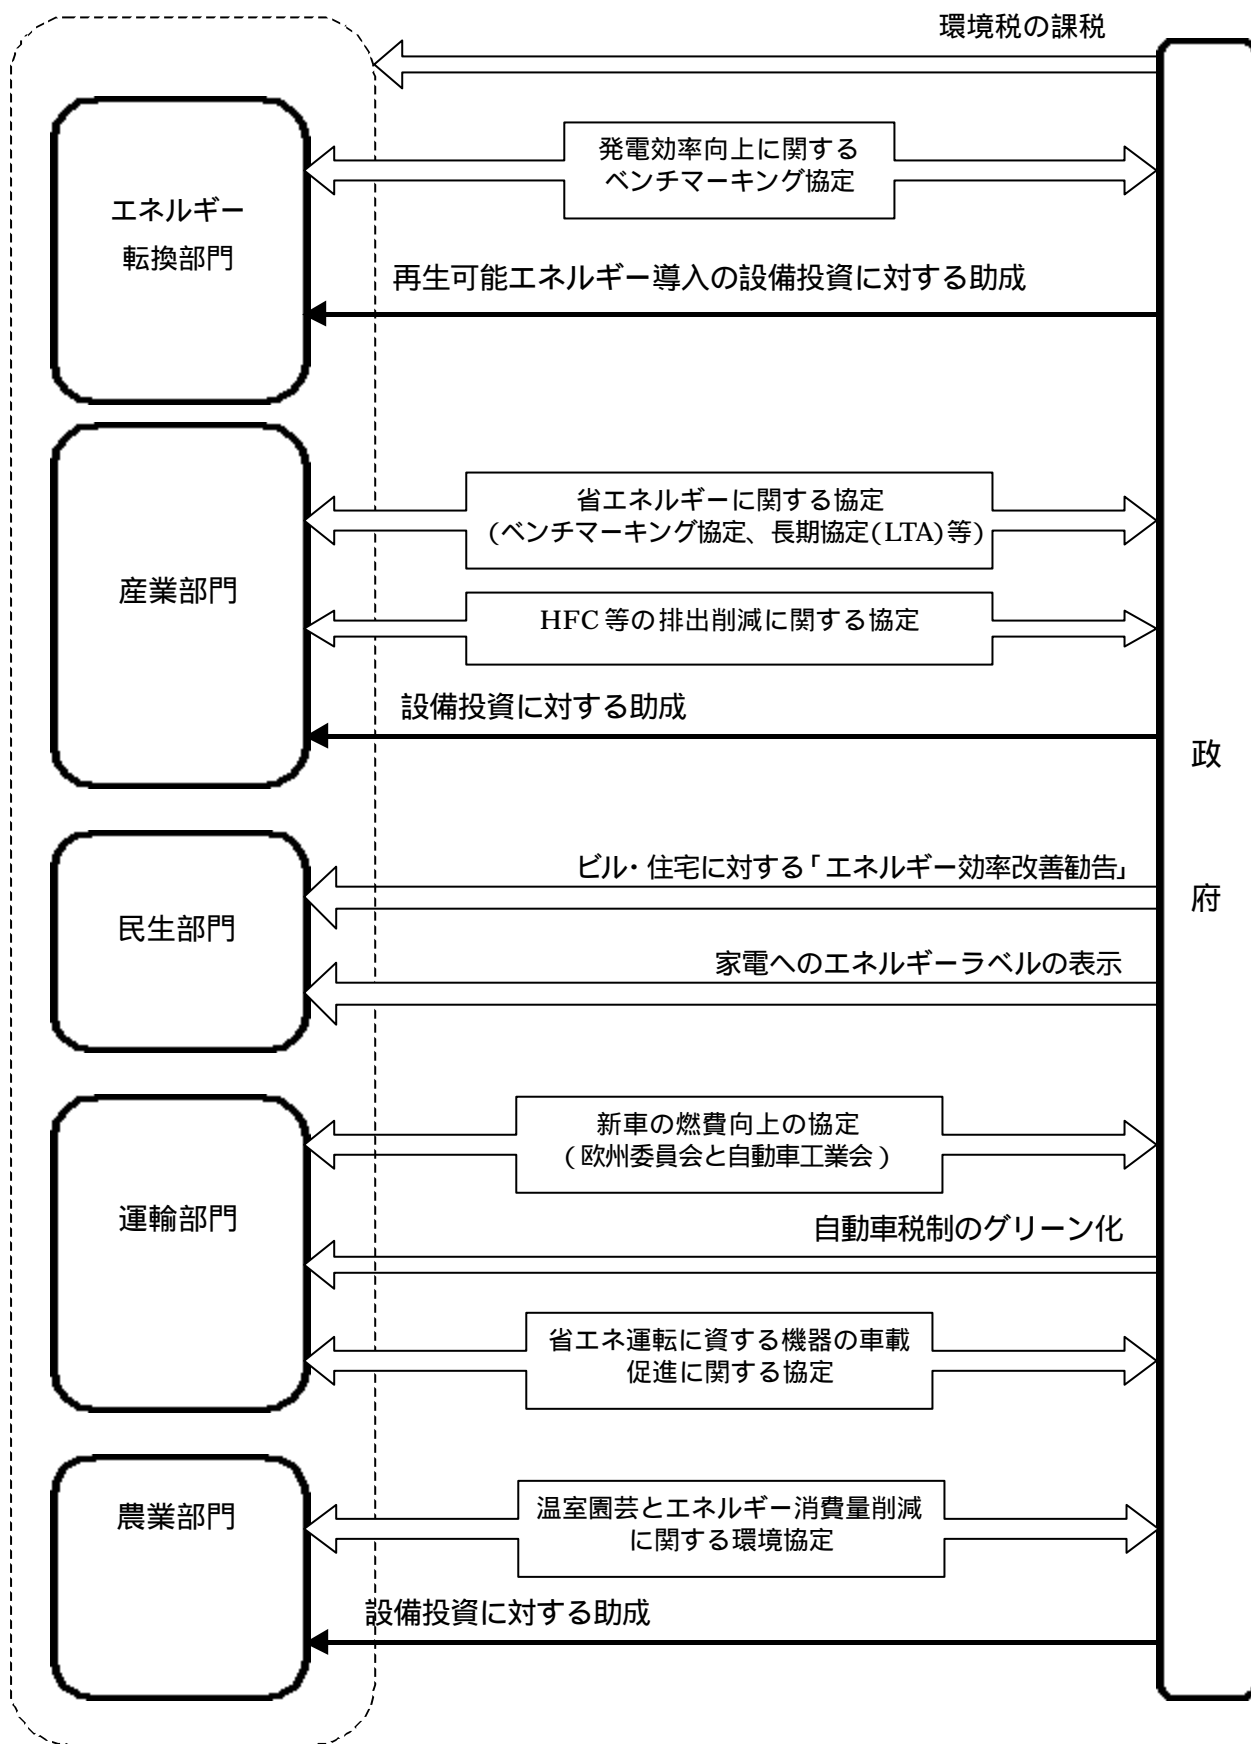 環境税の課税
発電効率向上に関する
ベンチマーキング協定
エネルギー
転換部門
再生可能エネルギー導入の設備投資に対する助成
省エネルギーに関する協定
(ベンチマーキング協定、長期協定(LTA)等)
産業部門
HFC等の排出削減に関する協定
設備投資に対する助成
政
府
ビル・住宅に対する「エネルギー効率改善勧告」
民生部門
家電へのエネルギーラベルの表示
新車の燃費向上の協定
(欧州委員会と自動車工業会)
運輸部門
自動車税制のグリーン化
省エネ運転に資する機器の車載
促進に関する協定
農業部門
温室園芸とエネルギー消費量削減
に関する環境協定
設備投資に対する助成